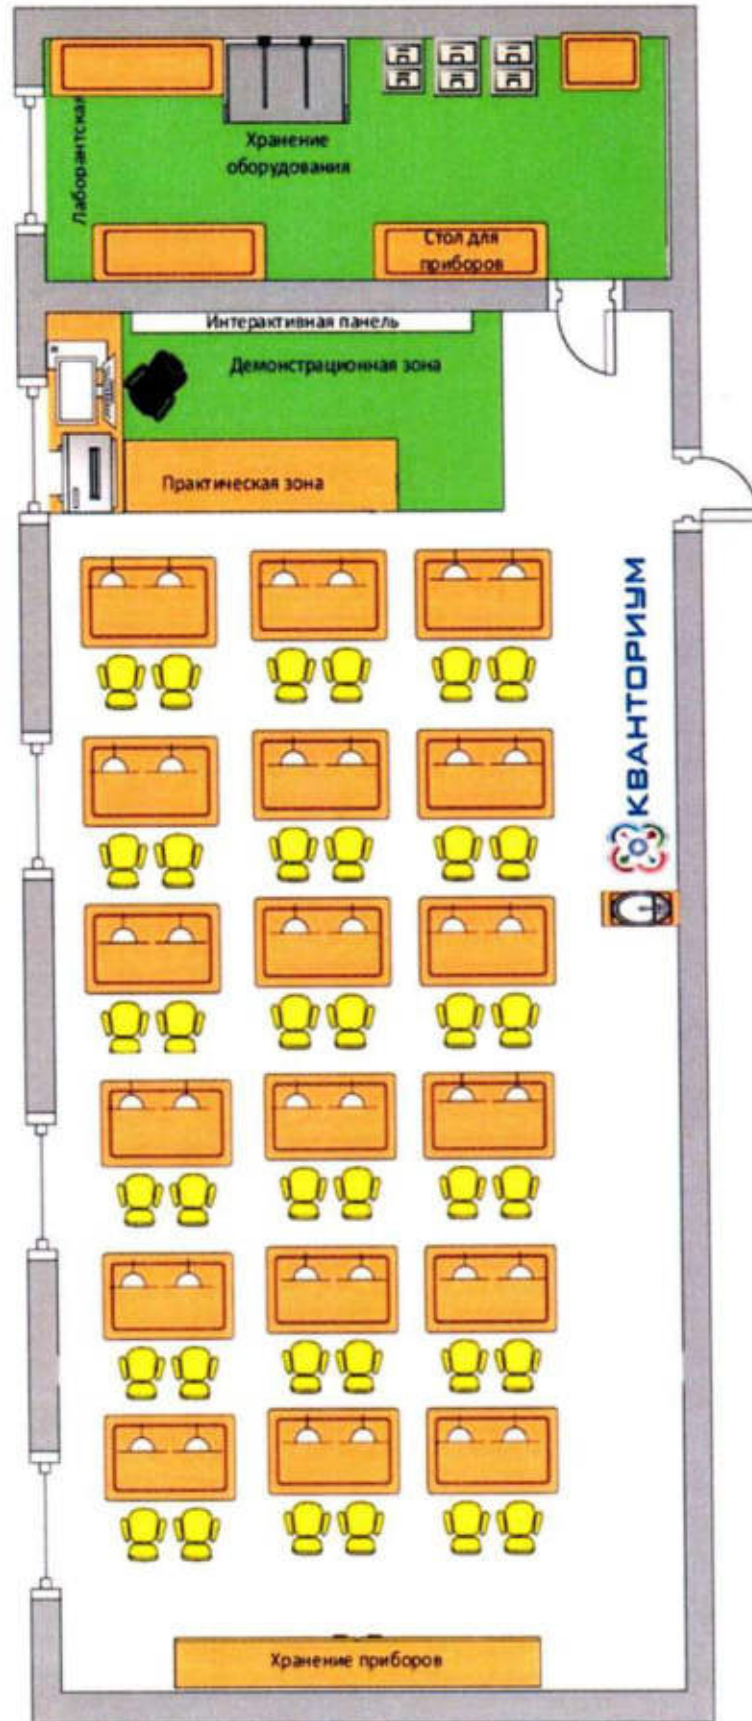 Лаборантская
Хранение
оборудования
Стол для
приборов
Интерактивная панель
Демонстрационная зона
Практическая зона
КВАНТОРИУМ
Хранение приборов